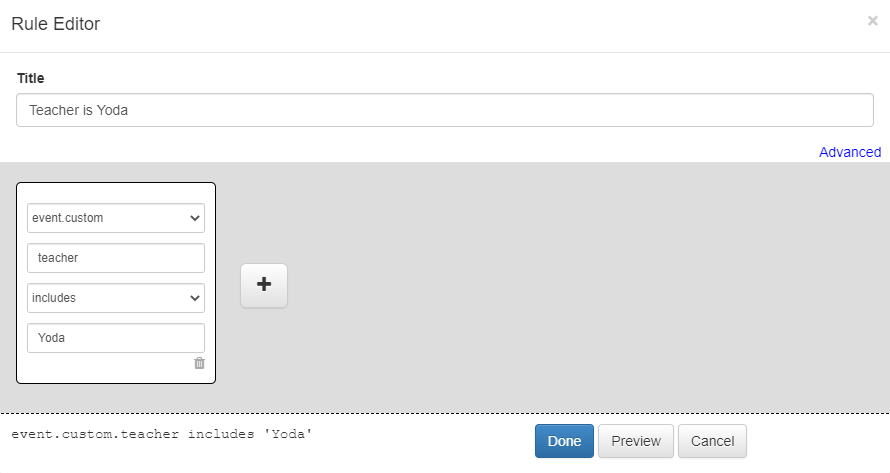 Rule Editor
×
Title
Teacher is Yoda
Advanced
event.custom
teacher
includes
Yoda
+
event.custom.teacher includes 'Yoda'
Done Preview Cancel